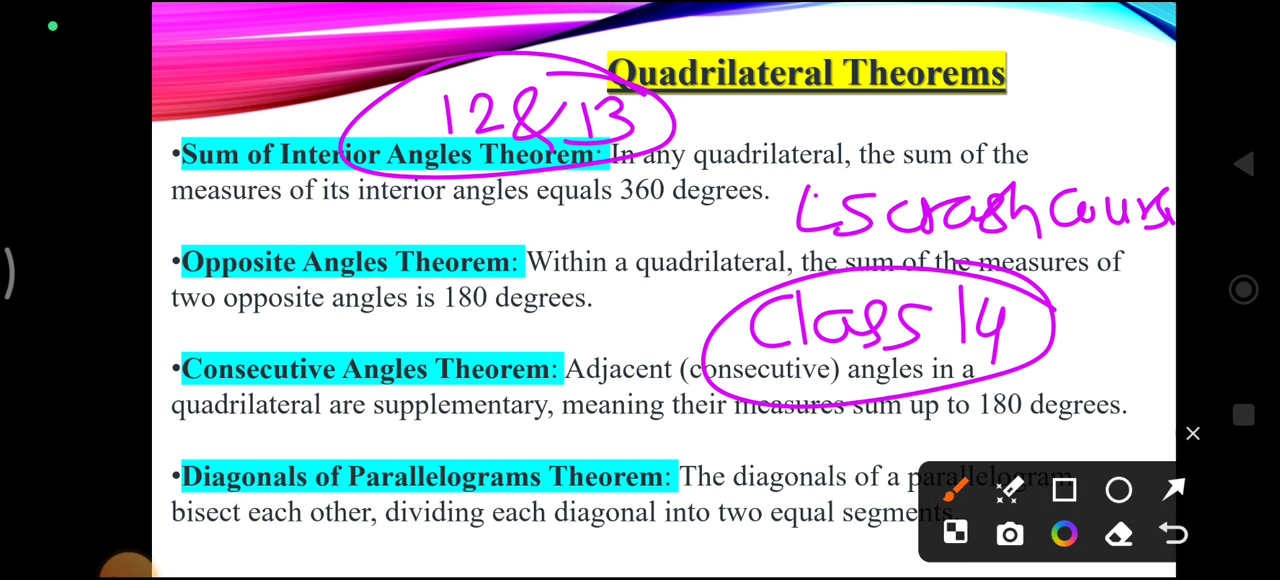 Quadrilateral Theorems
12&13
•Sum of Interior Angles Theorem: In any quadrilateral, the sum of the
measures of its interior angles equals 360 degrees.
LS crash Course
•Opposite Angles Theorem: Within a quadrilateral, the sum of the measures of
two opposite angles is 180 degrees.
Class 14
•Consecutive Angles Theorem: Adjacent (consecutive) angles in a
quadrilateral are supplementary, meaning their measures sum up to 180 degrees.
•Diagonals of Parallelograms Theorem: The diagonals of a parallelogram
bisect each other, dividing each diagonal into two equal segments